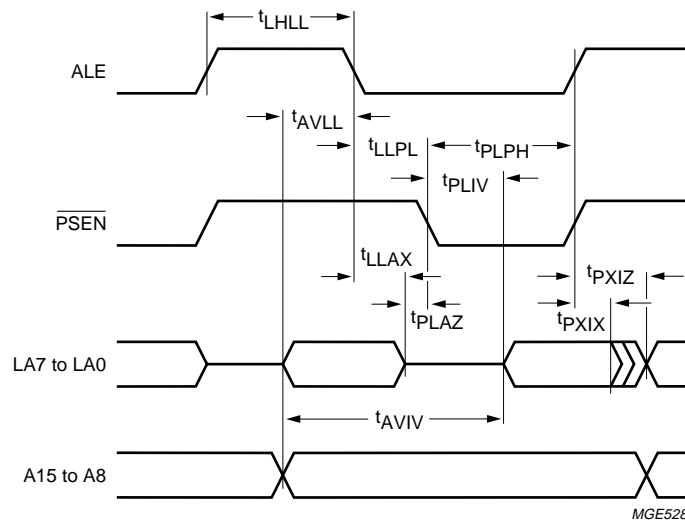 tLHLL
ALE
tAVLL
tLLPL
tPLPH
tPLIV
PSEN
tLLAX
tPXIZ
tPLAZ
tPXIX
LA7 to LA0
tAVIV
A15 to A8
MGE528